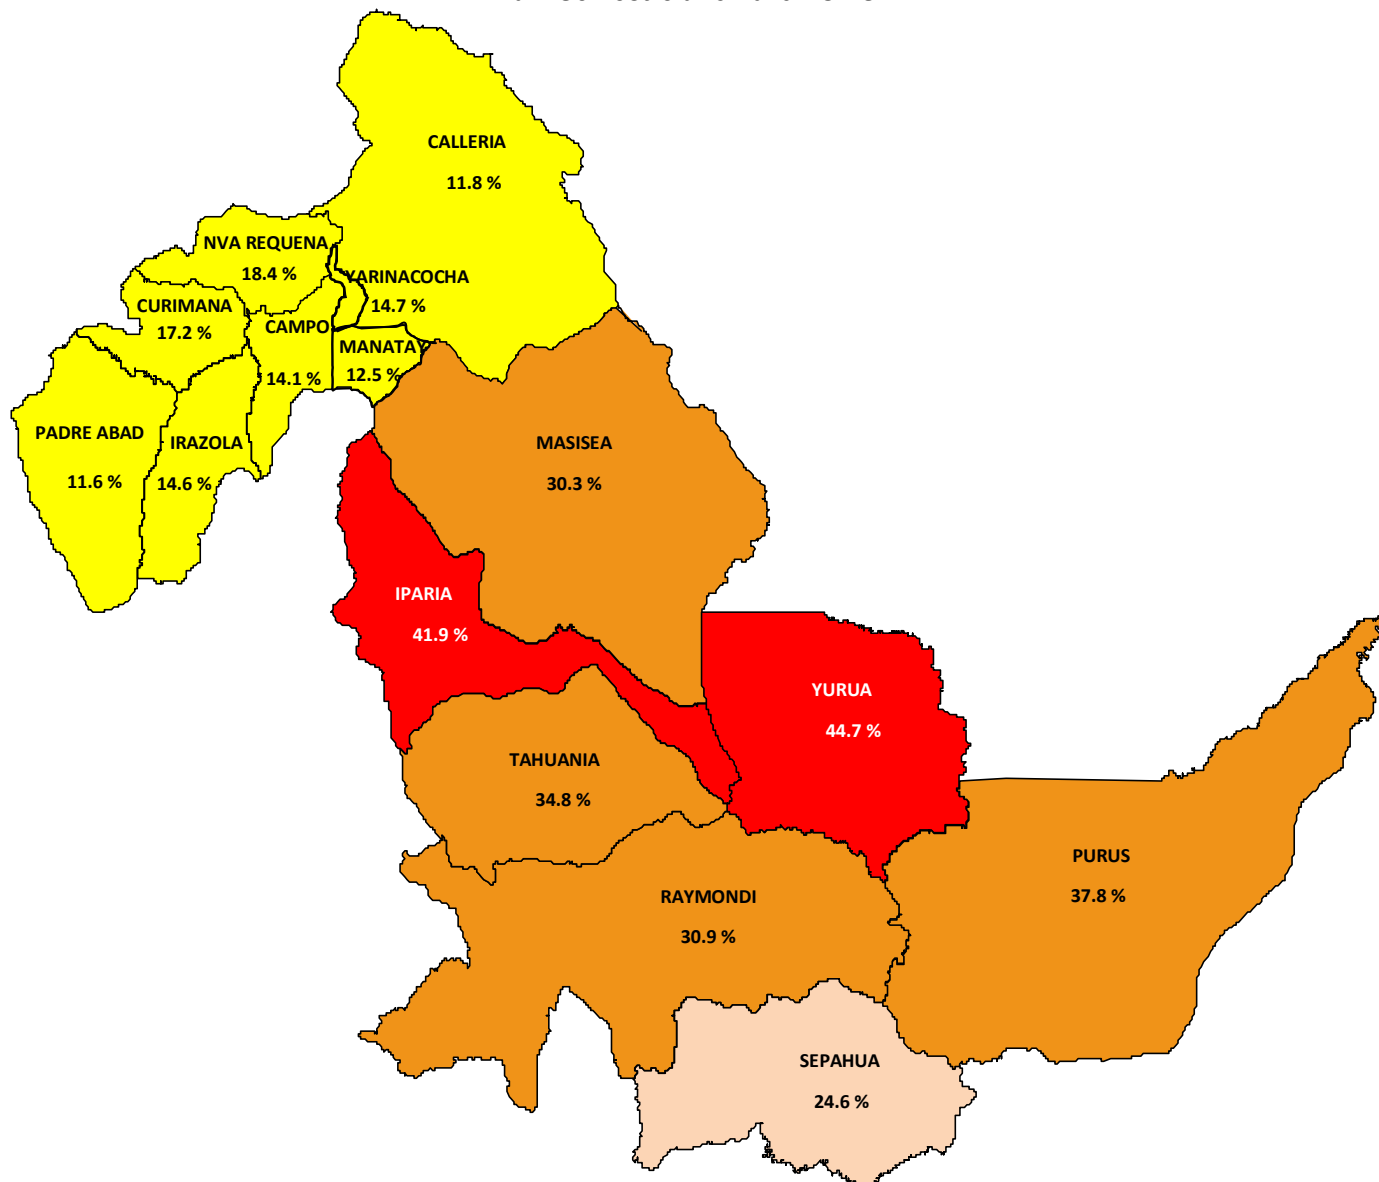 CALLERIA
11.8 %
NVA REQUENA
18.4 %
YARINACOCHA
14.7 %
CURIMANA
17.2 %
CAMPO
14.1 %
MANATAY
12.5 %
PADRE ABAD
11.6 %
IRAZOLA
14.6 %
MASISEA
30.3 %
IPARIA
41.9 %
YURUA
44.7 %
TAHUANIA
34.8 %
PURUS
37.8 %
RAYMONDI
30.9 %
SEPAHUA
24.6 %